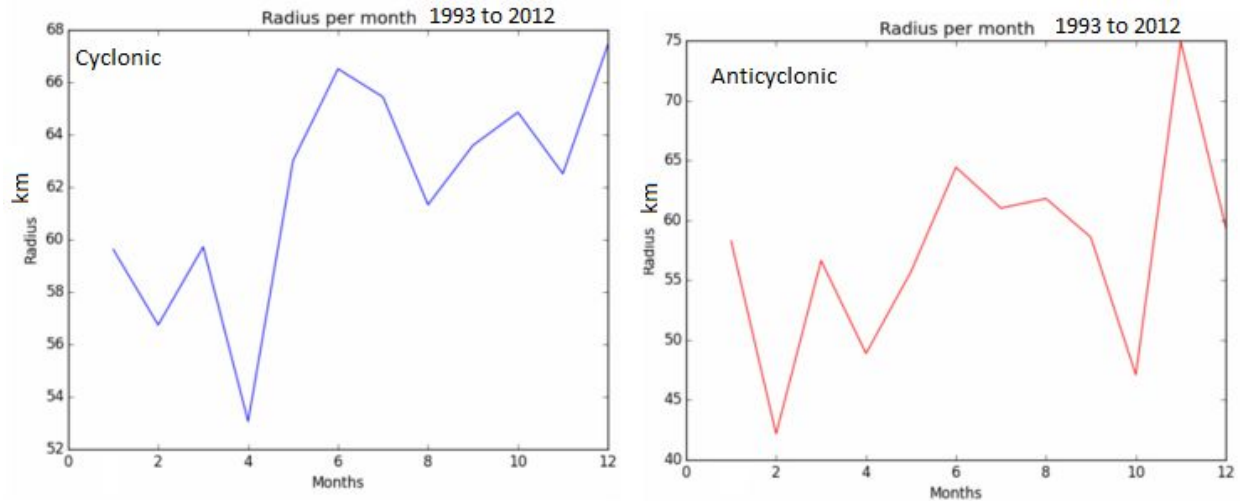 Radius per month 1993 to 2012
Cyclonic
68
66
64
62
60
58
56
54
52
km
Radius
0 2 4 6 8 10 12
Months
Radius per month 1993 to 2012
Anticyclonic
75
70
65
60
55
50
45
40
km
Radius
0 2 4 6 8 10 12
Months